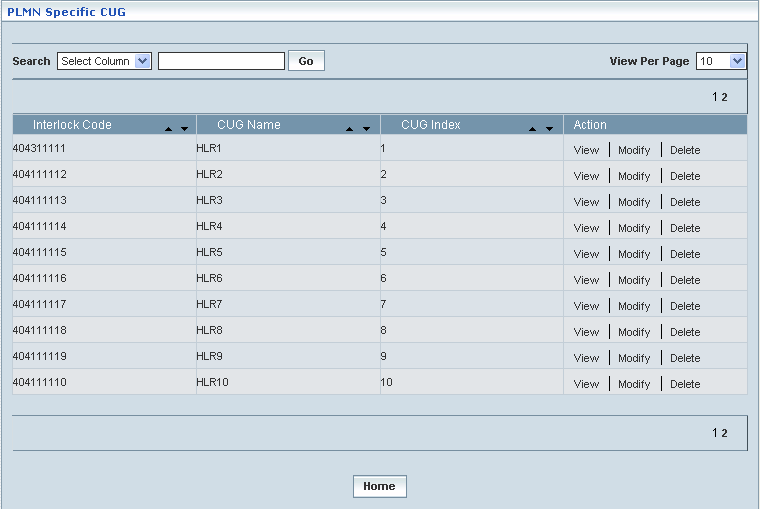 PLMN Specific CUG
Search Select Column Go View Per Page 10
1 2
Interlock Code CUG Name CUG Index Action
404311111 HLR1 1 View | Modify | Delete
404111112 HLR2 2 View | Modify | Delete
404111113 HLR3 3 View | Modify | Delete
404111114 HLR4 4 View | Modify | Delete
404111115 HLR5 5 View | Modify | Delete
404111116 HLR6 6 View | Modify | Delete
404111117 HLR7 7 View | Modify | Delete
404111118 HLR8 8 View | Modify | Delete
404111119 HLR9 9 View | Modify | Delete
404111110 HLR10 10 View | Modify | Delete
1 2
Home